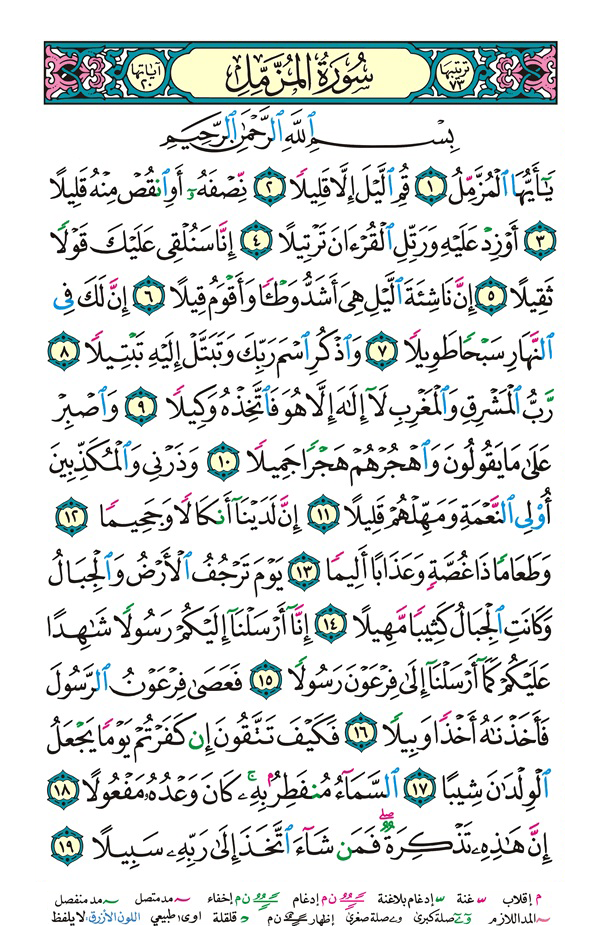 ترتيبها ٧٣ سُورَةُ المُزَّمِّلِ آياتها ٢٠
بِسْمِ ٱللَّهِ ٱلرَّحْمَٰنِ ٱلرَّحِيمِ
يَٰٓأَيُّهَا ٱلْمُزَّمِّلُ ١ قُمِ ٱلَّيْلَ إِلَّا قَلِيلًا ٢ نِّصْفَهُۥٓ أَوِ ٱنقُصْ مِنْهُ قَلِيلًا
٣ أَوْ زِدْ عَلَيْهِ وَرَتِّلِ ٱلْقُرْءَانَ تَرْتِيلًا ٤ إِنَّا سَنُلْقِى عَلَيْكَ قَوْلًا
ثَقِيلًا ٥ إِنَّ نَاشِئَةَ ٱلَّيْلِ هِىَ أَشَدُّ وَطْـًٔا وَأَقْوَمُ قِيلًا ٦ إِنَّ لَكَ فِى
ٱلنَّهَارِ سَبْحًا طَوِيلًا ٧ وَٱذْكُرِ ٱسْمَ رَبِّكَ وَتَبَتَّلْ إِلَيْهِ تَبْتِيلًا ٨
رَّبُّ ٱلْمَشْرِقِ وَٱلْمَغْرِبِ لَآ إِلَٰهَ إِلَّا هُوَ فَٱتَّخِذْهُ وَكِيلًا ٩ وَٱصْبِرْ
عَلَىٰ مَا يَقُولُونَ وَٱهْجُرْهُمْ هَجْرًا جَمِيلًا ١٠ وَذَرْنِى وَٱلْمُكَذِّبِينَ
أُو۟لِى ٱلنَّعْمَةِ وَمَهِّلْهُمْ قَلِيلًا ١١ إِنَّ لَدَيْنَآ أَنكَالًا وَجَحِيمًا ١٢
وَطَعَامًا ذَا غُصَّةٍ وَعَذَابًا أَلِيمًا ١٣ يَوْمَ تَرْجُفُ ٱلْأَرْضُ وَٱلْجِبَالُ
وَكَانَتِ ٱلْجِبَالُ كَثِيبًا مَّهِيلًا ١٤ إِنَّآ أَرْسَلْنَآ إِلَيْكُمْ رَسُولًا شَٰهِدًا
عَلَيْكُمْ كَمَآ أَرْسَلْنَآ إِلَىٰ فِرْعَوْنَ رَسُولًا ١٥ فَعَصَىٰ فِرْعَوْنُ ٱلرَّسُولَ
فَأَخَذْنَٰهُ أَخْذًا وَبِيلًا ١٦ فَكَيْفَ تَتَّقُونَ إِن كَفَرْتُمْ يَوْمًا يَجْعَلُ
ٱلْوِلْدَٰنَ شِيبًا ١٧ ٱلسَّمَآءُ مُنفَطِرٌۢ بِهِۦ ۚ كَانَ وَعْدُهُۥ مَفْعُولًا ١٨
إِنَّ هَٰذِهِۦ تَذْكِرَةٌ ۖ فَمَن شَآءَ ٱتَّخَذَ إِلَىٰ رَبِّهِۦ سَبِيلًا ١٩
م إقلاب غنة إدغام بلاغنة ن م إدغام ن م إخفاء مد متصل مد منفصل
المد اللازم صلة كبرى صلة صغرى إظهار ن م قلقلة اوى: طبيعي اللون الأزرق: لا يلفظ